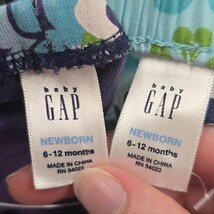 baby
GAP
NEWBORN
6-12 months
MADE IN CHINA
RN 54023
baby
GAP
NEWBORN
6-12 months
MADE IN CHINA
RN 54023